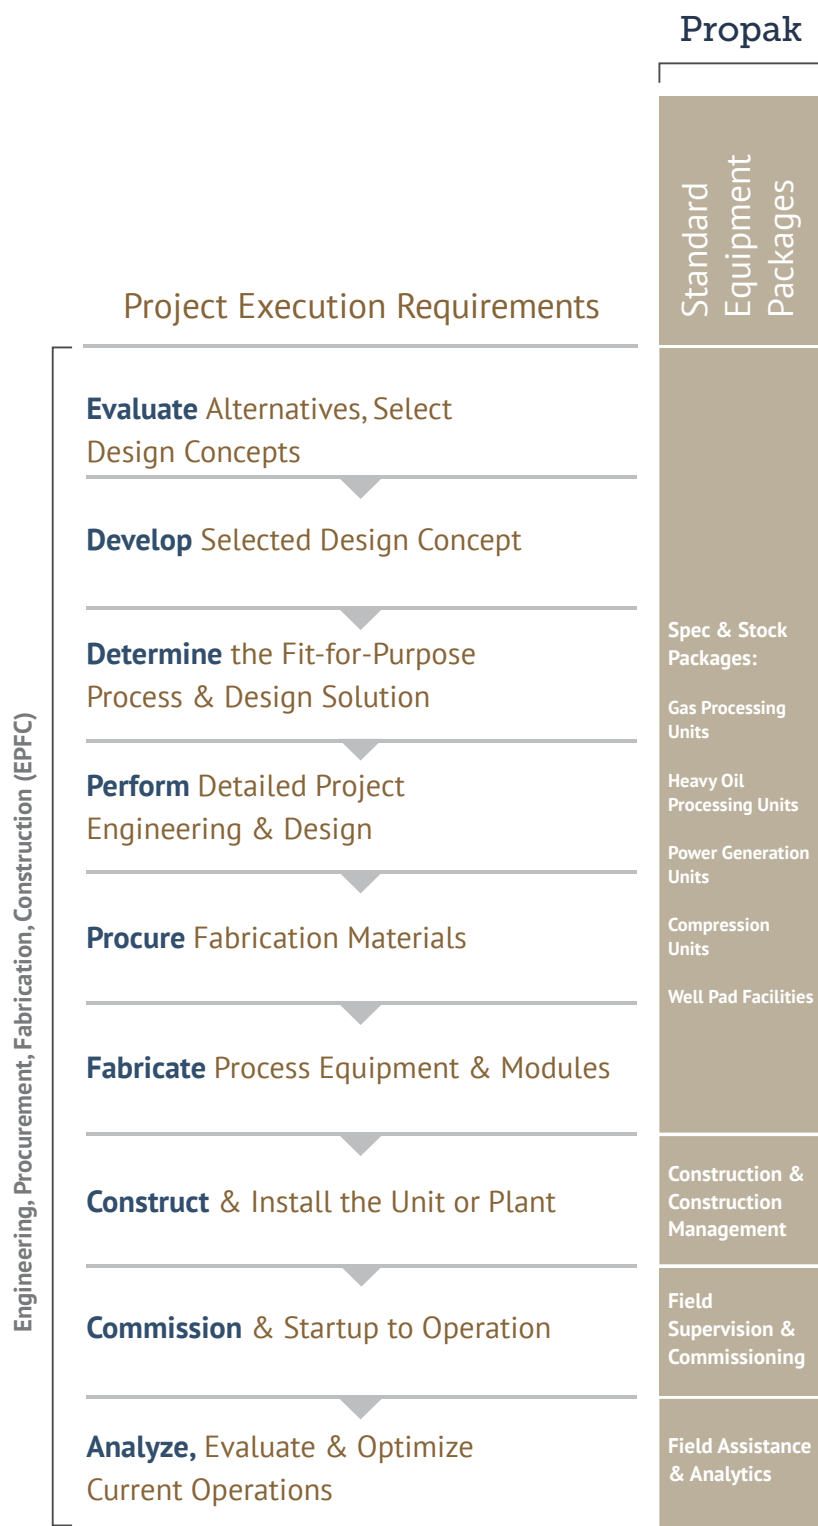 Propak
Standard
Equipment
Packages
Project Execution Requirements
Engineering, Procurement, Fabrication, Construction (EPFC)
Evaluate Alternatives, Select
Design Concepts
Develop Selected Design Concept
Determine the Fit-for-Purpose
Process & Design Solution
Perform Detailed Project
Engineering & Design
Procure Fabrication Materials
Fabricate Process Equipment & Modules
Construct & Install the Unit or Plant
Commission & Startup to Operation
Analyze, Evaluate & Optimize
Current Operations
Spec & Stock
Packages:
Gas Processing
Units
Heavy Oil
Processing Units
Power Generation
Units
Compression
Units
Well Pad Facilities
Construction &
Construction
Management
Field
Supervision &
Commissioning
Field Assistance
& Analytics